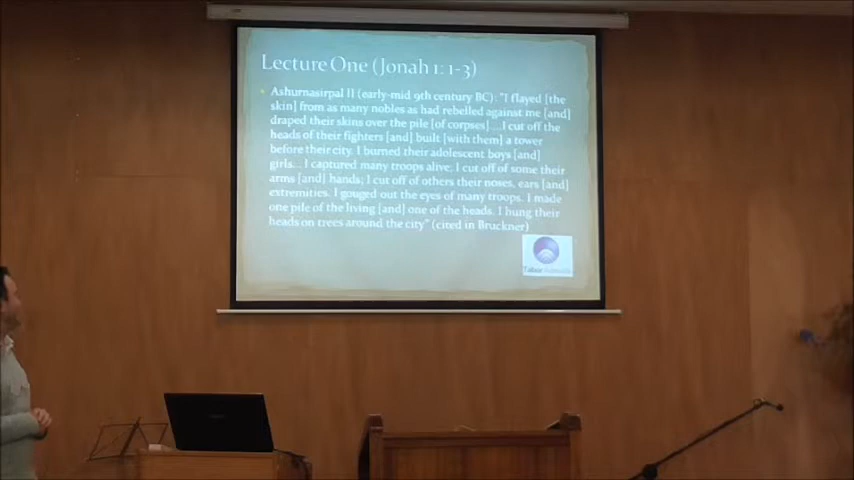 Lecture One (Jonah 1: 1-3)
Ashurnasirpal II (early-mid 9th century BC): "I flayed [the
skin] from as many nobles as had rebelled against me [and]
draped their skins over the pile [of corpses]….I cut off the
heads of their fighters [and] built [with them] a tower
before their city. I burned their adolescent boys [and]
girls… I captured many troops alive; I cut off of some their
arms [and] hands; I cut off of others their noses, ears [and]
extremities. I gouged out the eyes of many troops. I made
one pile of the living [and] one of the heads. I hung their
heads on trees around the city" (cited in Bruckner)
Tabor